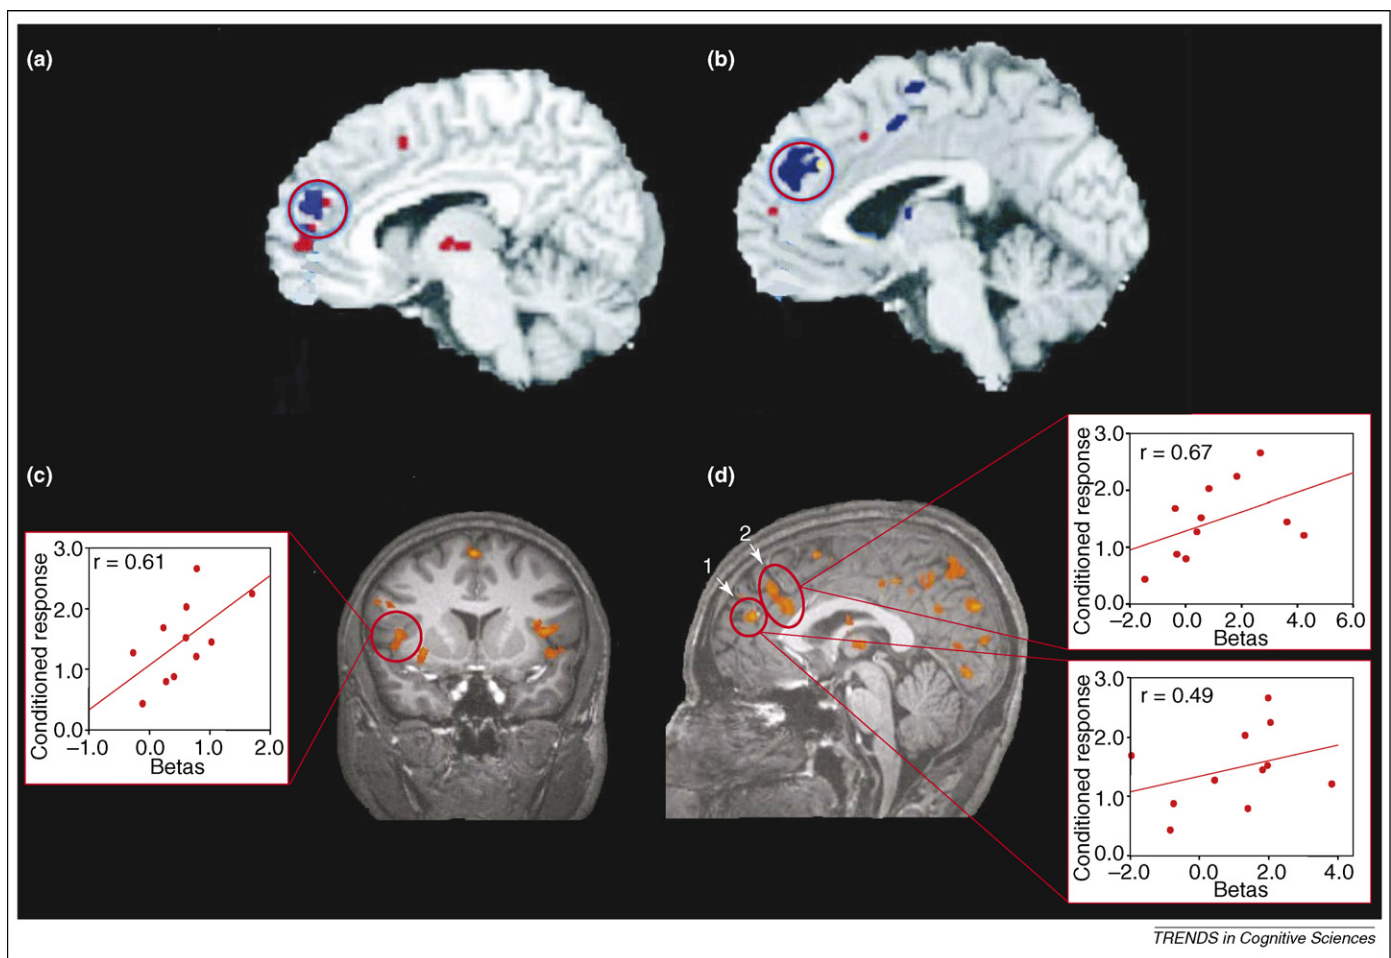 (a)
(b)
(c)
(d)
1
2
r = 0.61
Conditioned response
3.0
2.0
1.0
0.0
−1.0 0.0 1.0 2.0
Betas
r = 0.67
Conditioned response
3.0
2.0
1.0
0.0
−2.0 0.0 2.0 4.0 6.0
Betas
r = 0.49
Conditioned response
3.0
2.0
1.0
0.0
−2.0 0.0 2.0 4.0
Betas
TRENDS in Cognitive Sciences